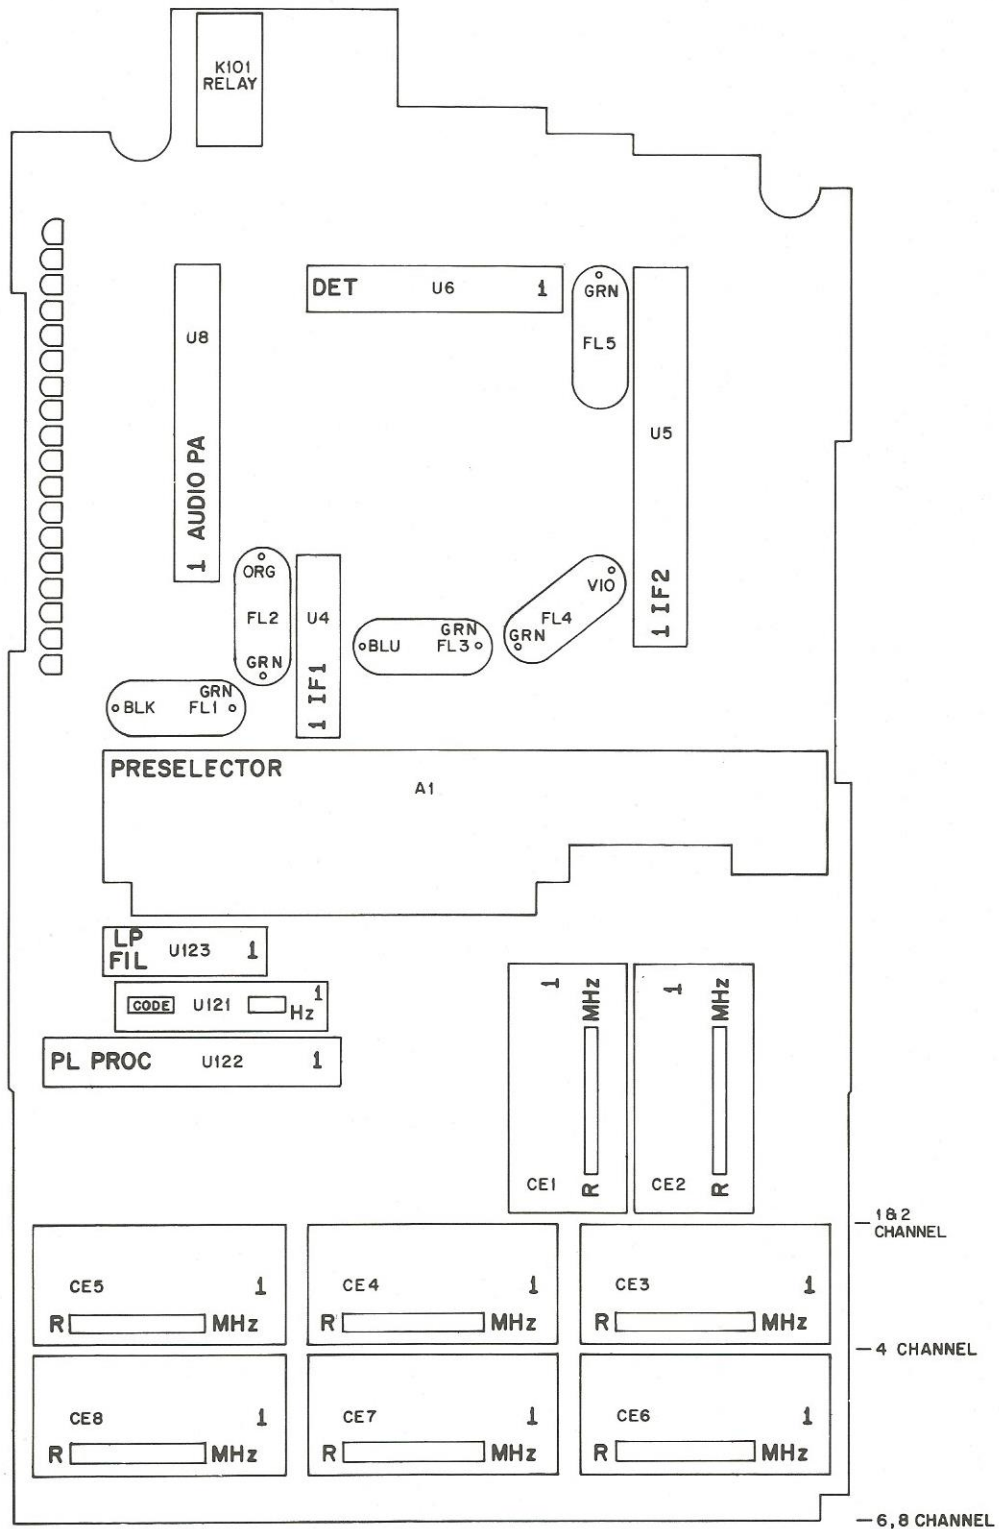 K101
RELAY
DET U6 1
GRN
FL5
U8
AUDIO PA
1
U5
1 IF2
ORG
FL2
GRN
U4
1 IF1
BLU GRN
FL3
VIO
FL4
GRN
BLK GRN
FL1
PRESELECTOR
A1
LP
FIL U123 1
CODE U121 Hz 1
PL PROC U122 1
1 MHz
CE1 R
1 MHz
CE2 R
1&2
CHANNEL
CE5 1
R MHz
CE4 1
R MHz
CE3 1
R MHz
4 CHANNEL
CE8 1
R MHz
CE7 1
R MHz
CE6 1
R MHz
6,8 CHANNEL